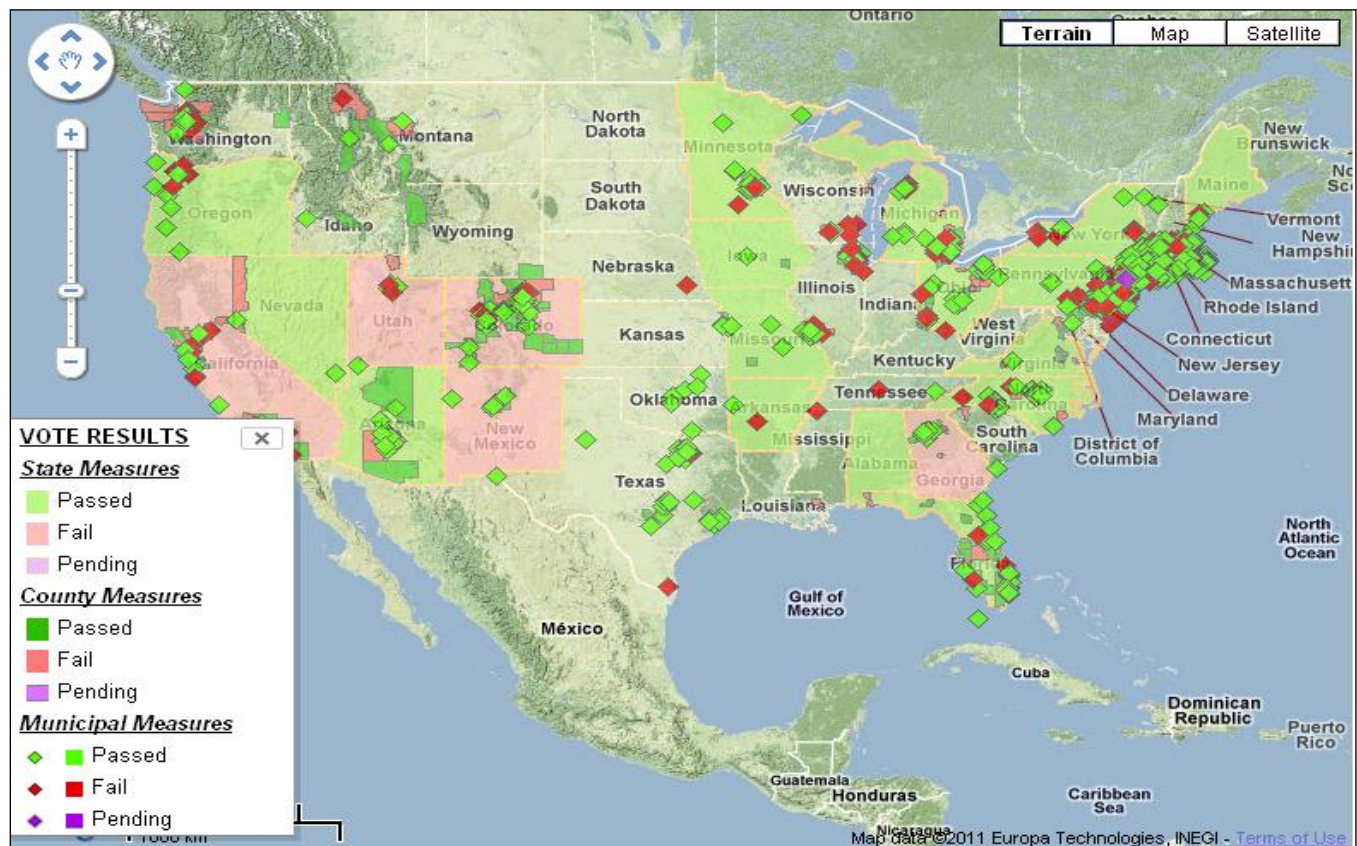 Ontario
Terrain
Map
Satellite
Washington
Montana
North
Dakota
Minnesota
New
Brunswick
Oregon
Idaho
South
Dakota
Wisconsin
Michigan
Maine
Vermont
New
Hampshi
Wyoming
New York
Nebraska
Iowa
Massachusett
Rhode Island
Connecticut
Nevada
Utah
Colorado
Illinois
Indiana
Ohio
Pennsylvania
New Jersey
Delaware
Maryland
California
Kansas
Missouri
West
Virginia
Virginia
Kentucky
District of
Columbia
Arizona
New
Mexico
Oklahoma
Arkansas
Tennessee
Carolina
South
Carolina
Texas
Louisiana
Mississippi
Alabama
Georgia
Florida
VOTE RESULTS
State Measures
Passed
Fail
Pending
County Measures
Passed
Fail
Pending
Municipal Measures
Passed
Fail
Pending
1000 km
North
Atlantic
Ocean
Gulf of
Mexico
México
Cuba
Dominican
Republic
Puerto
Rico
Guatemala
Honduras
Nicaragua
Caribbean
Sea
Map data ©2011 Europa Technologies, INEGI - Terms of Use